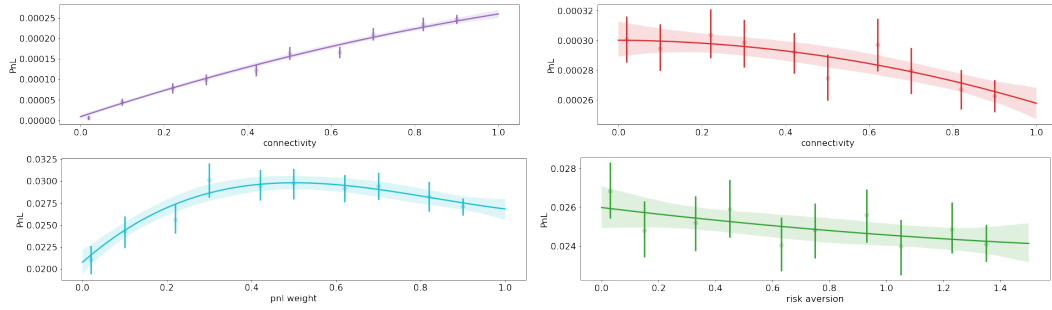 0.00025
0.00020
0.00015
0.00010
0.00005
0.00000
PnL
0.0 0.2 0.4 0.6 0.8 1.0
connectivity
0.00032
0.00030
0.00028
0.00026
PnL
0.0 0.2 0.4 0.6 0.8 1.0
connectivity
0.0325
0.0300
0.0275
0.0250
0.0225
0.0200
PnL
0.0 0.2 0.4 0.6 0.8 1.0
pnl weight
0.028
0.026
0.024
PnL
0.0 0.2 0.4 0.6 0.8 1.0 1.2 1.4
risk aversion